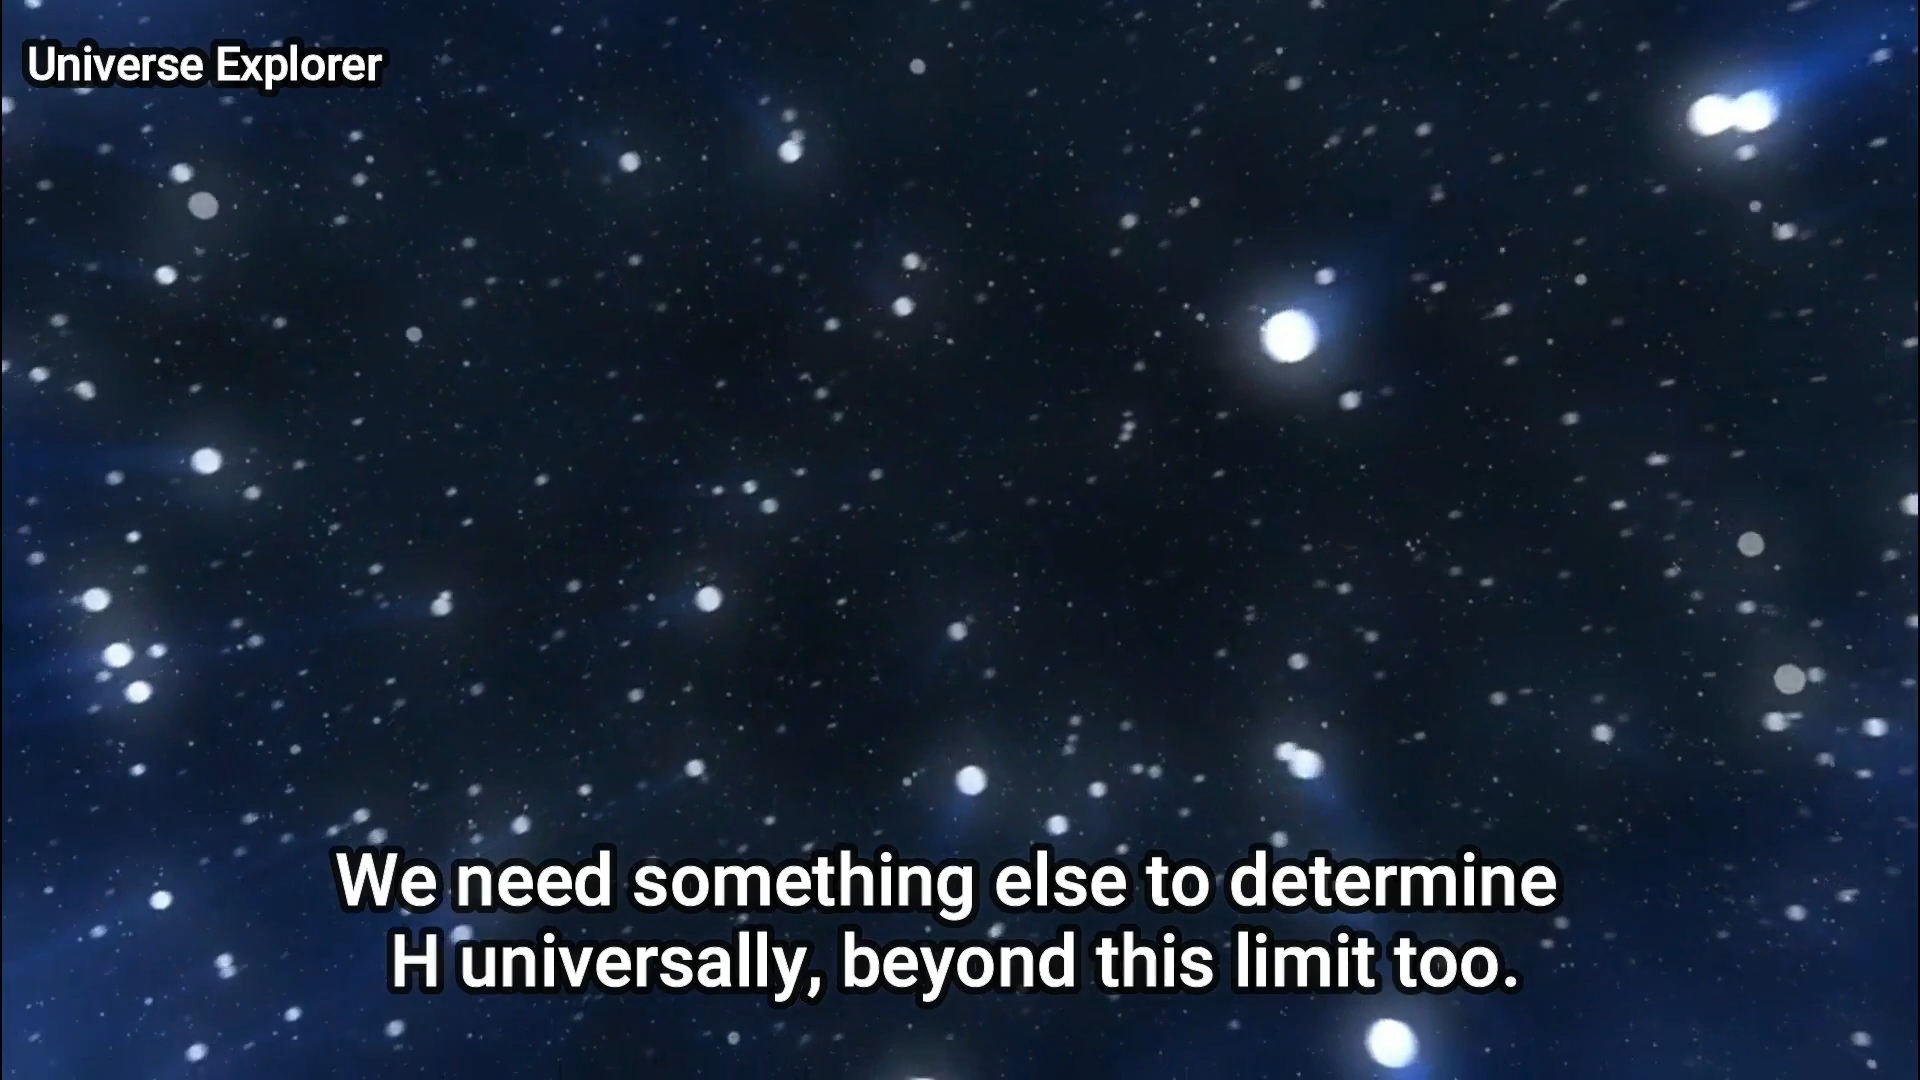 Universe Explorer
We need something else to determine
H universally, beyond this limit too.